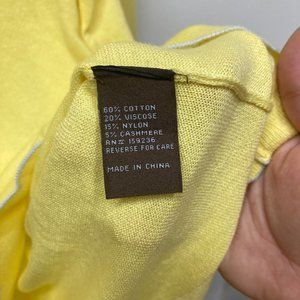 60% COTTON
20% VISCOSE
15% NYLON
5% CASHMERE
RN# 159236
REVERSE FOR CARE
MADE IN CHINA